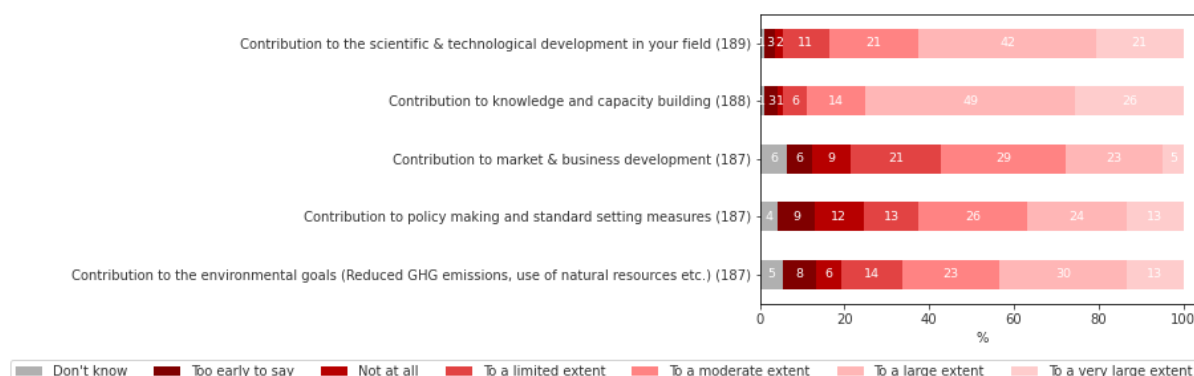 Contribution to the scientific & technological development in your field (189) 1 3 2 11 21 42 21
Contribution to knowledge and capacity building (188) 1 3 1 6 14 49 26
Contribution to market & business development (187) 6 6 9 21 29 23 5
Contribution to policy making and standard setting measures (187) 4 9 12 13 26 24 13
Contribution to the environmental goals (Reduced GHG emissions, use of natural resources etc.) (187) 5 8 6 14 23 30 13
0 20 40 60 80 100
%
Don't know Too early to say Not at all To a limited extent To a moderate extent To a large extent To a very large extent